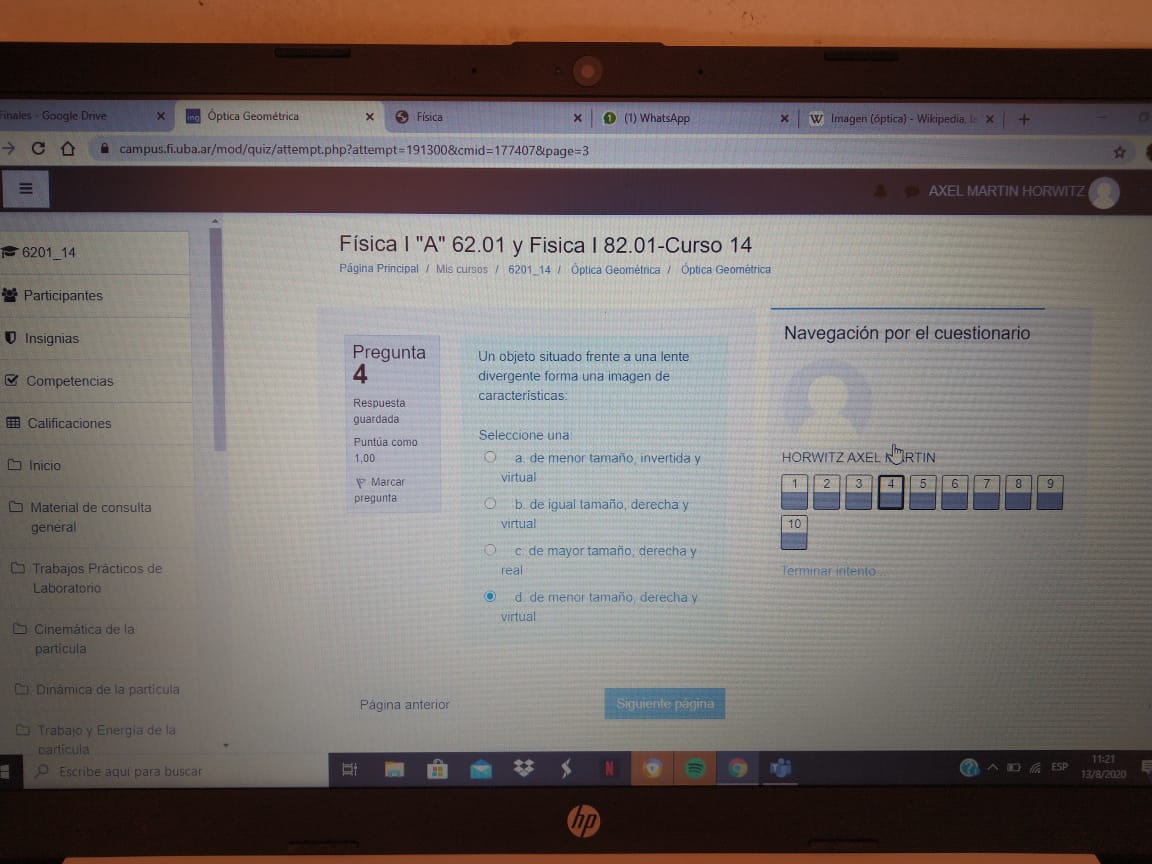 Finales - Google Drive
Óptica Geométrica
Física
(1) WhatsApp
W Imagen (óptica) - Wikipedia, la
campus.fi.uba.ar/mod/quiz/attempt.php?attempt=191300&cmid=177407&page=3
AXEL MARTIN HORWITZ
6201_14
Participantes
Insignias
Competencias
Calificaciones
Inicio
Material de consulta
general
Trabajos Prácticos de
Laboratorio
Cinemática de la
partícula
Dinámica de la partícula
Trabajo y Energía de la
partícula
Física I "A" 62.01 y Fisica I 82.01-Curso 14
Página Principal / Mis cursos / 6201_14 / Óptica Geométrica / Óptica Geométrica
Pregunta
4
Respuesta
guardada
Puntúa como
1,00
Marcar
pregunta
Un objeto situado frente a una lente
divergente forma una imagen de
características:
Seleccione una:
a. de menor tamaño, invertida y
virtual
b. de igual tamaño, derecha y
virtual
c. de mayor tamaño, derecha y
real
d. de menor tamaño, derecha y
virtual
Página anterior
Siguiente página
Navegación por el cuestionario
HORWITZ AXEL MARTIN
1 2 3 4 5 6 7 8 9
10
Terminar intento...
Escribe aquí para buscar
N
ESP
11:21
13/8/2020
hp